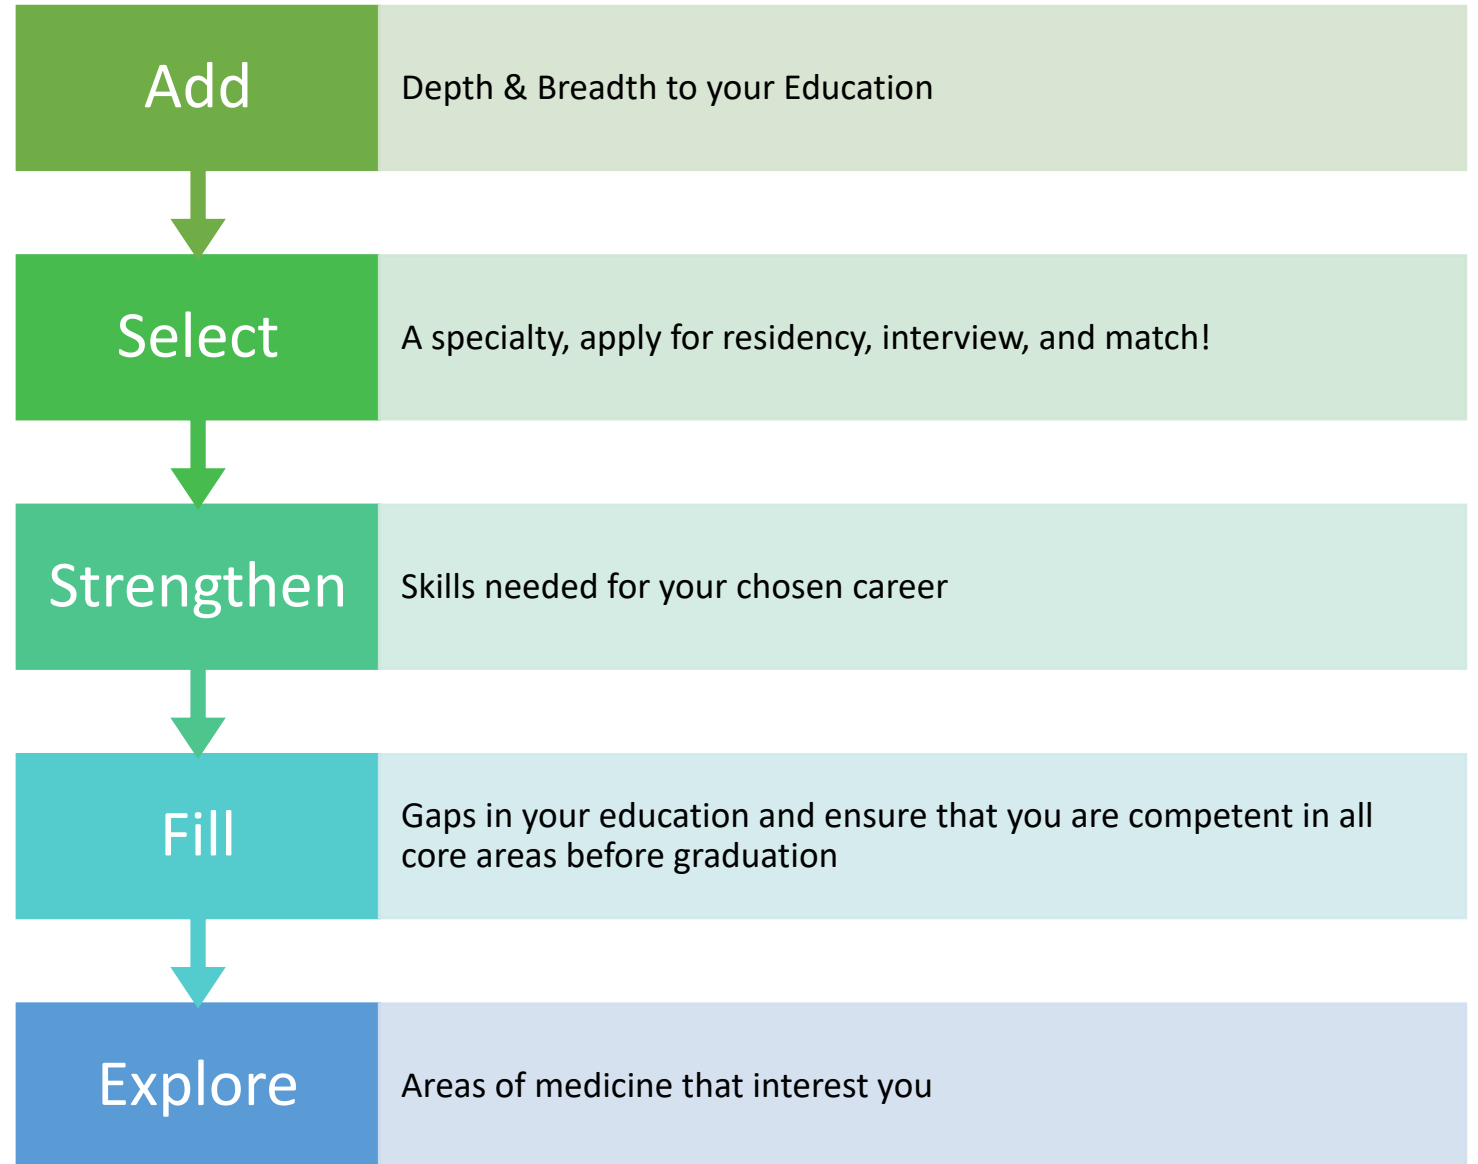 Add
Depth & Breadth to your Education
Select
A specialty, apply for residency, interview, and match!
Strengthen
Skills needed for your chosen career
Fill
Gaps in your education and ensure that you are competent in all
core areas before graduation
Explore
Areas of medicine that interest you